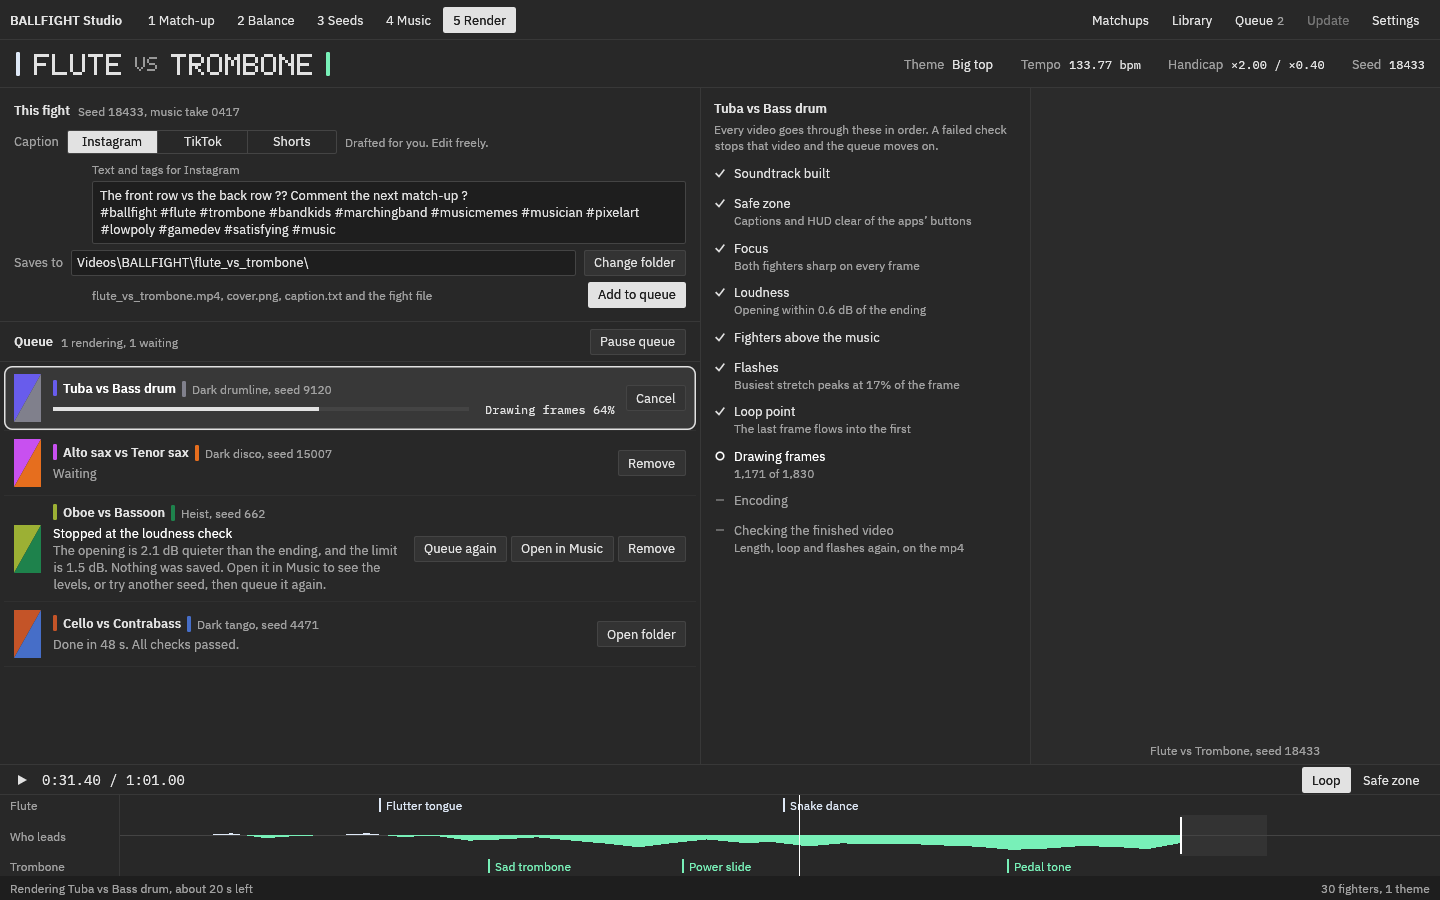 BALLFIGHT Studio 1 Match-up 2 Balance 3 Seeds 4 Music 5 Render Matchups Library Queue 2 Update Settings
FLUTE VS TROMBONE Theme Big top Tempo 133.77 bpm Handicap ×2.00 / ×0.40 Seed 18433
This fight Seed 18433, music take 0417
Caption Instagram TikTok Shorts Drafted for you. Edit freely.
Text and tags for Instagram
The front row vs the back row ?? Comment the next match-up ?
#ballfight #flute #trombone #bandkids #marchingband #musicmemes #musician #pixelart
#lowpoly #gamedev #satisfying #music
Saves to Videos\BALLFIGHT\flute_vs_trombone\ Change folder
flute_vs_trombone.mp4, cover.png, caption.txt and the fight file Add to queue
Queue 1 rendering, 1 waiting Pause queue
Tuba vs Bass drum Dark drumline, seed 9120
Drawing frames 64% Cancel
Alto sax vs Tenor sax Dark disco, seed 15007
Waiting Remove
Oboe vs Bassoon Heist, seed 662
Stopped at the loudness check
The opening is 2.1 dB quieter than the ending, and the limit
is 1.5 dB. Nothing was saved. Open it in Music to see the
levels, or try another seed, then queue it again.
Queue again Open in Music Remove
Cello vs Contrabass Dark tango, seed 4471
Done in 48 s. All checks passed. Open folder
Tuba vs Bass drum
Every video goes through these in order. A failed check
stops that video and the queue moves on.
Soundtrack built
Safe zone
Captions and HUD clear of the apps’ buttons
Focus
Both fighters sharp on every frame
Loudness
Opening within 0.6 dB of the ending
Fighters above the music
Flashes
Busiest stretch peaks at 17% of the frame
Loop point
The last frame flows into the first
Drawing frames
1,171 of 1,830
Encoding
Checking the finished video
Length, loop and flashes again, on the mp4
Flute vs Trombone, seed 18433
0:31.40 / 1:01.00 Loop Safe zone
Flute Flutter tongue Snake dance
Who leads
Trombone Sad trombone Power slide Pedal tone
Rendering Tuba vs Bass drum, about 20 s left 30 fighters, 1 theme